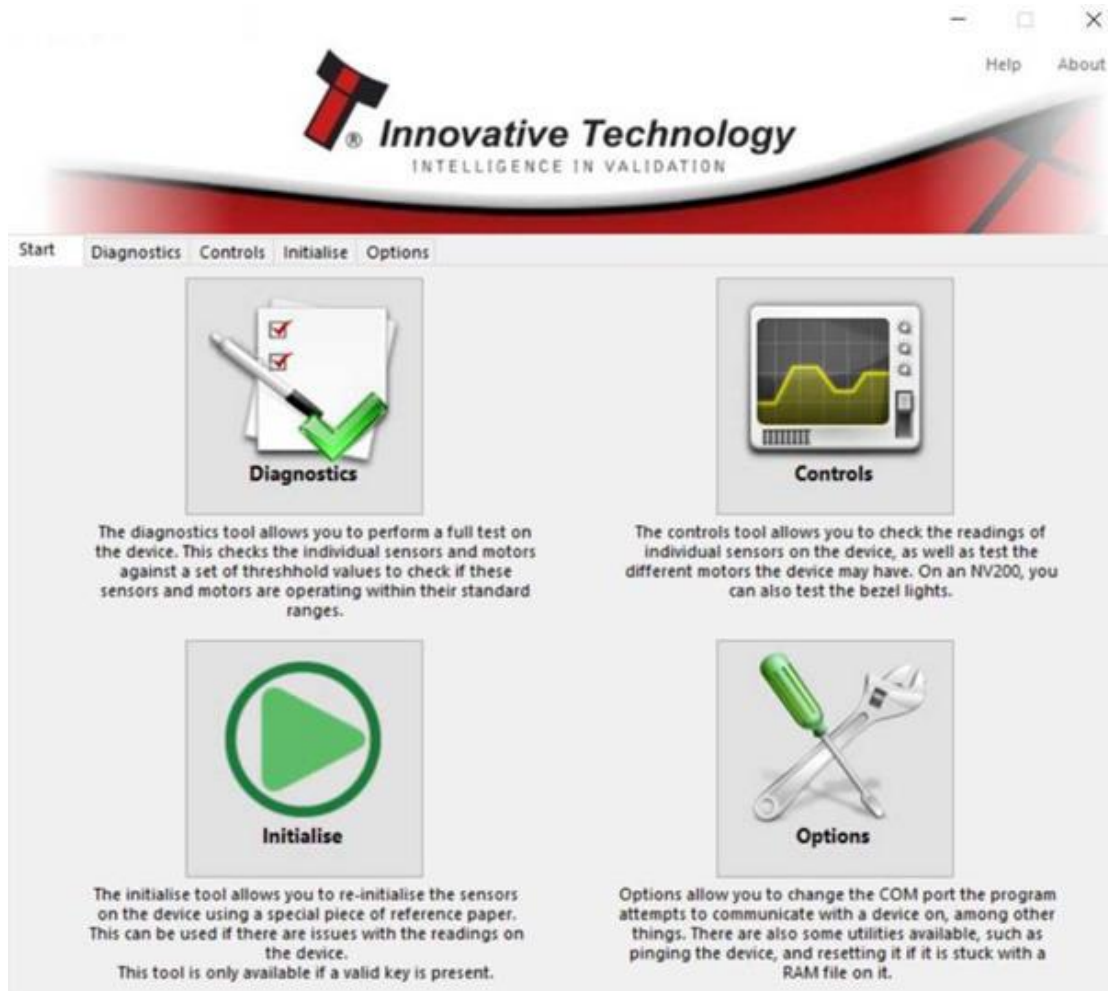 Help About
®
Innovative Technology
INTELLIGENCE IN VALIDATION
Start Diagnostics Controls Initialise Options
Diagnostics
The diagnostics tool allows you to perform a full test on
the device. This checks the individual sensors and motors
against a set of threshhold values to check if these
sensors and motors are operating within their standard
ranges.
Controls
The controls tool allows you to check the readings of
individual sensors on the device, as well as test the
different motors the device may have. On an NV200, you
can also test the bezel lights.
Initialise
The initialise tool allows you to re-initialise the sensors
on the device using a special piece of reference paper.
This can be used if there are issues with the readings on
the device.
This tool is only available if a valid key is present.
Options
Options allow you to change the COM port the program
attempts to communicate with a device on, among other
things. There are also some utilities available, such as
pinging the device, and resetting it if it is stuck with a
RAM file on it.